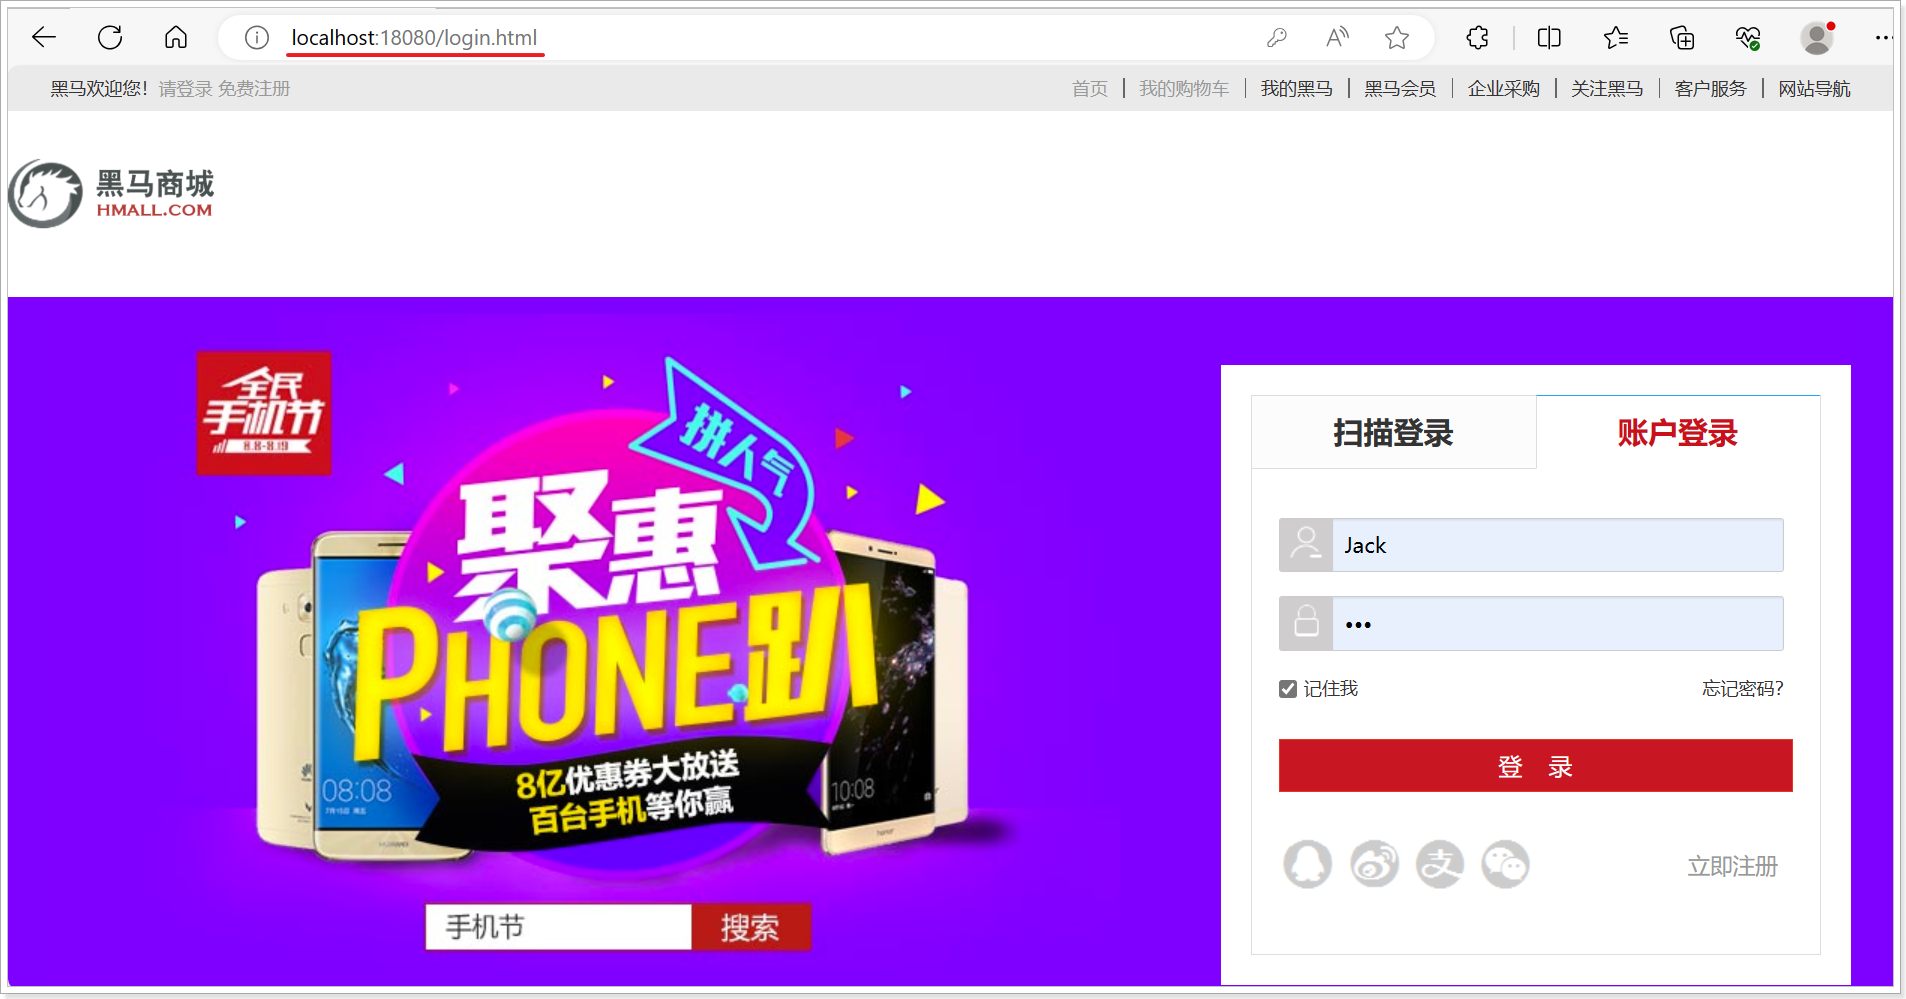 localhost:18080/login.html
黑马欢迎您！请登录 免费注册
首页 我的购物车 我的黑马 黑马会员 企业采购 关注黑马 客户服务 网站导航
黑马商城
HMALL.COM
全民
手机节
8.8-8.19
拼人气
聚惠
PHONE趴
8亿优惠券大放送
百台手机等你赢
08:08
10:08
honor
手机节 搜索
扫描登录 账户登录
Jack
•••
记住我 忘记密码?
登 录
支
立即注册